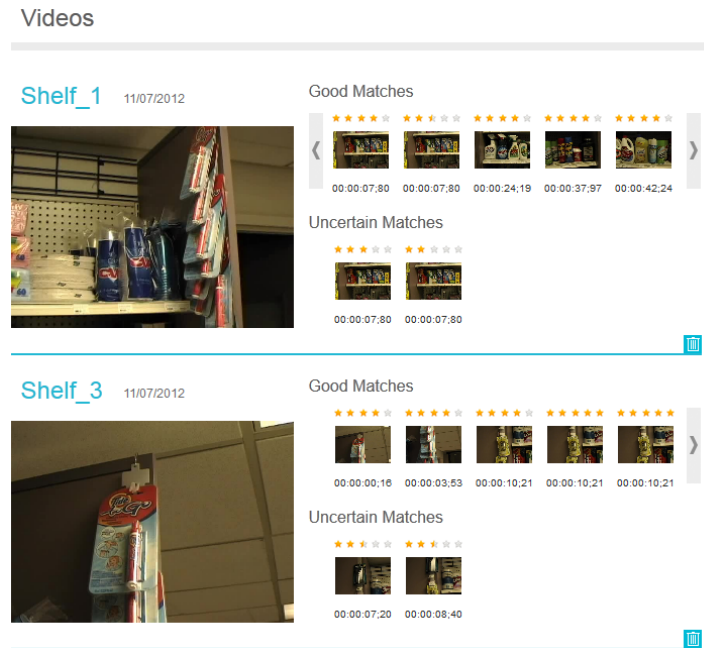 Videos
Shelf_1 11/07/2012
Good Matches
00:00:07;80 00:00:07;80 00:00:24;19 00:00:37;97 00:00:42;24
Uncertain Matches
00:00:07;80 00:00:07;80
Shelf_3 11/07/2012
Good Matches
00:00:00;16 00:00:03;53 00:00:10;21 00:00:10;21 00:00:10;21
Uncertain Matches
00:00:07;20 00:00:08;40
Tide
to Go